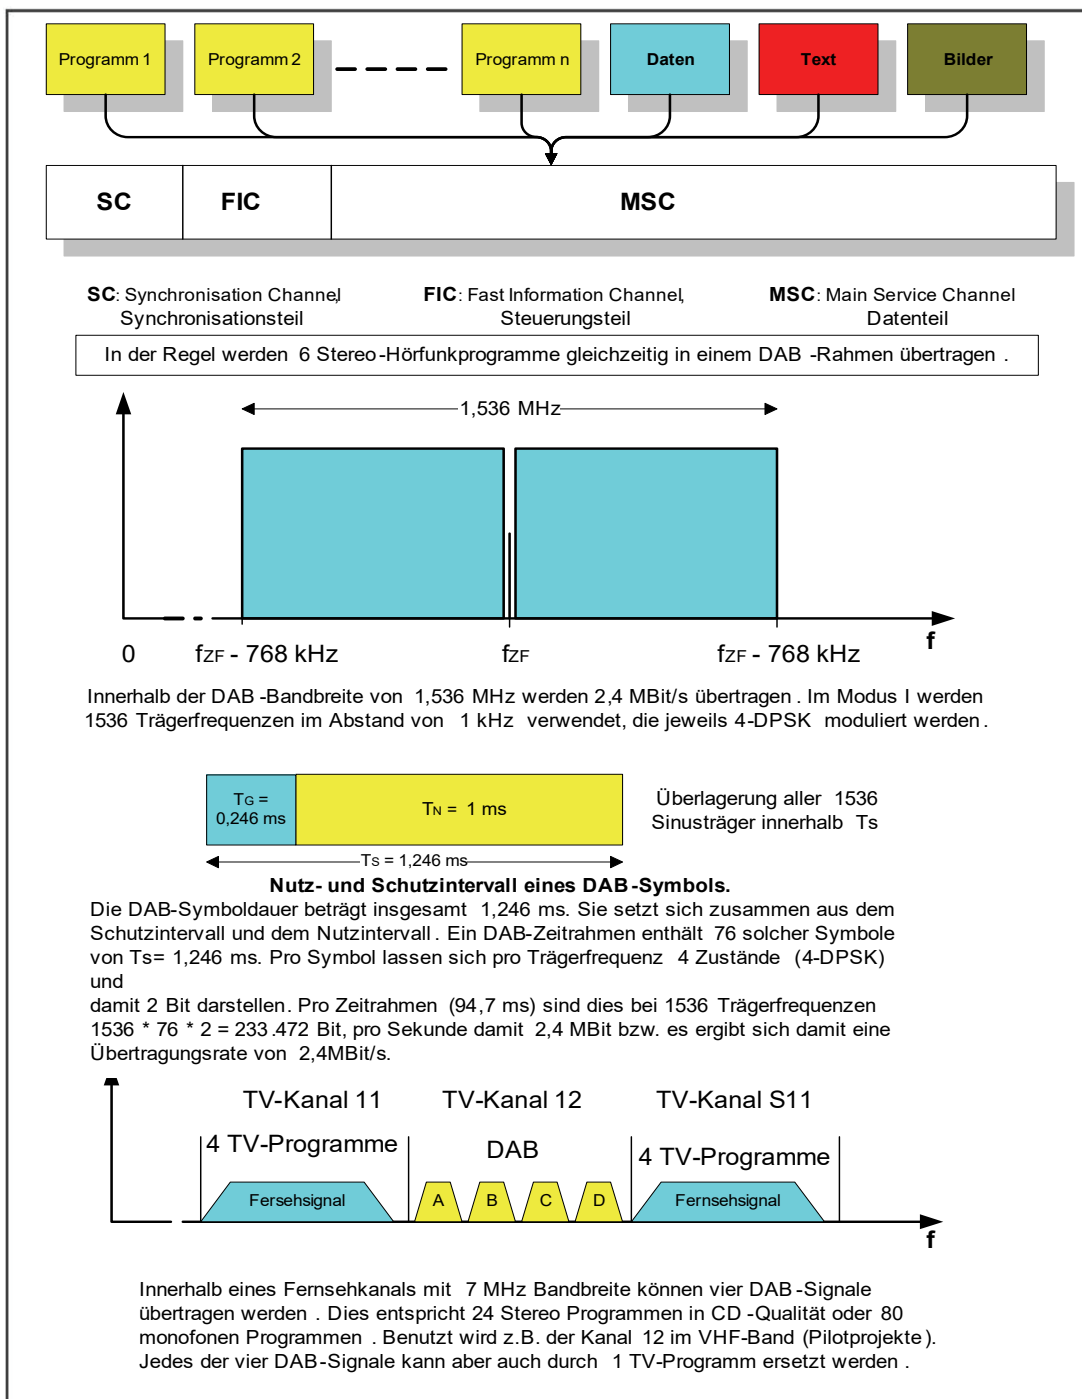 Programm 1 Programm 2 Programm n Daten Text Bilder
SC FIC MSC
SC: Synchronisation Channel, FIC: Fast Information Channel, MSC: Main Service Channel
Synchronisationsteil Steuerungsteil Datenteil
In der Regel werden 6 Stereo-Hörfunkprogramme gleichzeitig in einem DAB -Rahmen übertragen .
1,536 MHz
f
0 fZF - 768 kHz fZF fZF - 768 kHz
Innerhalb der DAB -Bandbreite von 1,536 MHz werden 2,4 MBit/s übertragen . Im Modus I werden
1536 Trägerfrequenzen im Abstand von 1 kHz verwendet, die jeweils 4-DPSK moduliert werden .
TG =
0,246 ms
TN = 1 ms
Überlagerung aller 1536
Sinusträger innerhalb Ts
Ts = 1,246 ms
Nutz- und Schutzintervall eines DAB-Symbols.
Die DAB-Symboldauer beträgt insgesamt 1,246 ms. Sie setzt sich zusammen aus dem
Schutzintervall und dem Nutzintervall . Ein DAB-Zeitrahmen enthält 76 solcher Symbole
von Ts= 1,246 ms. Pro Symbol lassen sich pro Trägerfrequenz 4 Zustände (4-DPSK)
und
damit 2 Bit darstellen. Pro Zeitrahmen (94,7 ms) sind dies bei 1536 Trägerfrequenzen
1536 * 76 * 2 = 233.472 Bit, pro Sekunde damit 2,4 MBit bzw. es ergibt sich damit eine
Übertragungsrate von 2,4MBit/s.
TV-Kanal 11 TV-Kanal 12 TV-Kanal S11
4 TV-Programme DAB 4 TV-Programme
Fersehsignal A B C D Fernsehsignal
f
Innerhalb eines Fernsehkanals mit 7 MHz Bandbreite können vier DAB -Signale
übertragen werden . Dies entspricht 24 Stereo Programmen in CD -Qualität oder 80
monofonen Programmen . Benutzt wird z.B. der Kanal 12 im VHF-Band (Pilotprojekte).
Jedes der vier DAB-Signale kann aber auch durch 1 TV-Programm ersetzt werden .